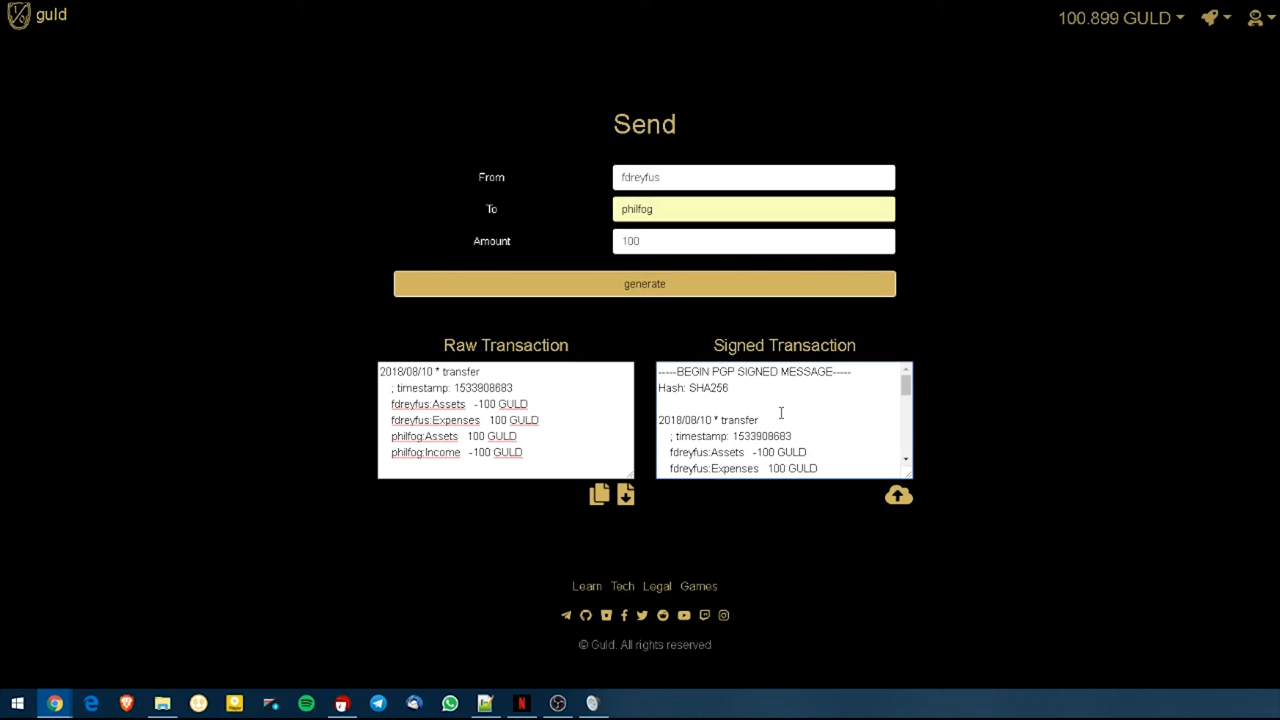 guld
100.899 GULD
Send
From
fdreyfus
To
philfog
Amount
100
generate
Raw Transaction
Signed Transaction
2018/08/10 * transfer
; timestamp: 1533908683
fdreyfus:Assets -100 GULD
fdreyfus:Expenses 100 GULD
philfog:Assets 100 GULD
philfog:Income -100 GULD
-----BEGIN PGP SIGNED MESSAGE-----
Hash: SHA256
2018/08/10 * transfer
; timestamp: 1533908683
fdreyfus:Assets -100 GULD
fdreyfus:Expenses 100 GULD
Learn Tech Legal Games
© Guld. All rights reserved